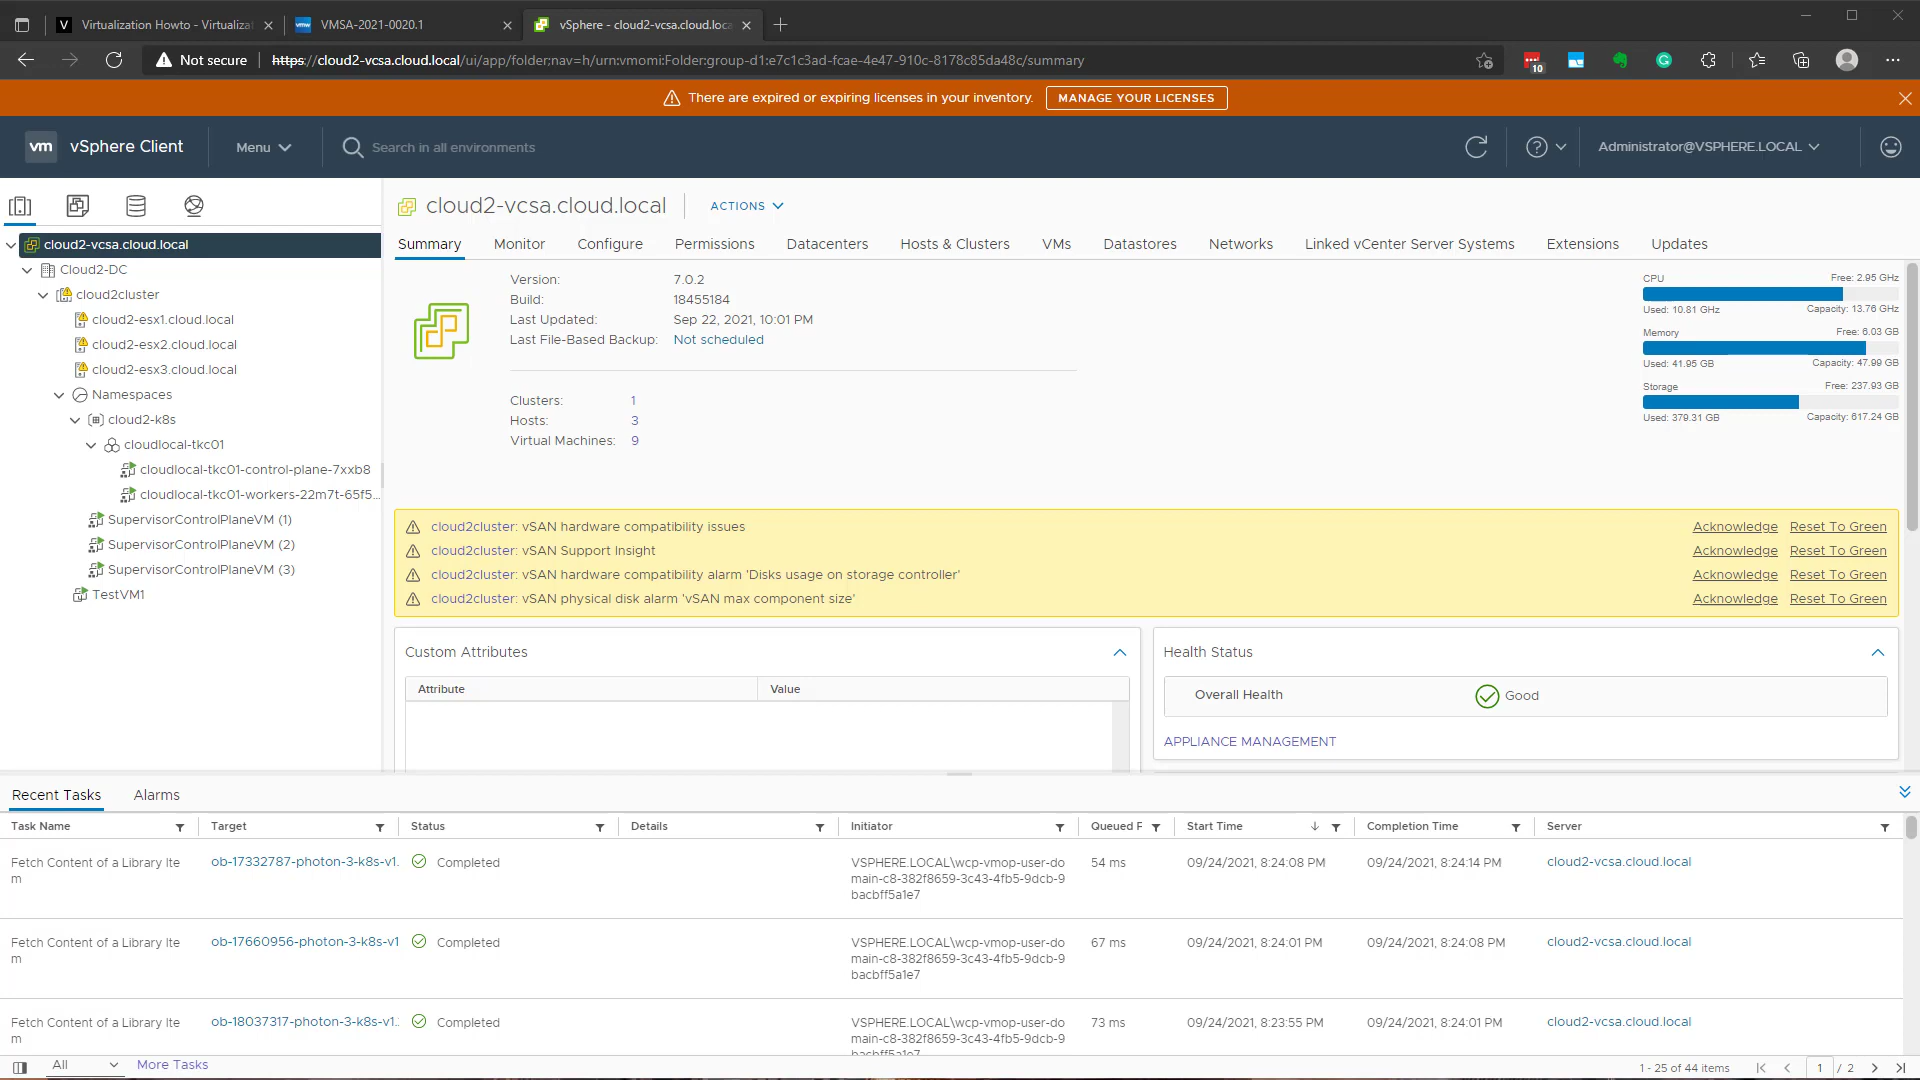 Virtualization Howto - Virtualiza
VMSA-2021-0020.1
vSphere - cloud2-vcsa.cloud.loca
Not secure
https://cloud2-vcsa.cloud.local/ui/app/folder;nav=h/urn:vmomi:Folder:group-d1:e7c1c3ad-fcae-4e47-910c-8178c85da48c/summary
10
There are expired or expiring licenses in your inventory.
MANAGE YOUR LICENSES
vm vSphere Client
Menu
Search in all environments
Administrator@VSPHERE.LOCAL
cloud2-vcsa.cloud.local
Cloud2-DC
cloud2cluster
cloud2-esx1.cloud.local
cloud2-esx2.cloud.local
cloud2-esx3.cloud.local
Namespaces
cloud2-k8s
cloudlocal-tkc01
cloudlocal-tkc01-control-plane-7xxb8
cloudlocal-tkc01-workers-22m7t-65f5...
SupervisorControlPlaneVM (1)
SupervisorControlPlaneVM (2)
SupervisorControlPlaneVM (3)
TestVM1
cloud2-vcsa.cloud.local
ACTIONS
Summary Monitor Configure Permissions Datacenters Hosts & Clusters VMs Datastores Networks Linked vCenter Server Systems Extensions Updates
Version: 7.0.2
Build: 18455184
Last Updated: Sep 22, 2021, 10:01 PM
Last File-Based Backup: Not scheduled
Clusters: 1
Hosts: 3
Virtual Machines: 9
CPU Free: 2.95 GHz
Used: 10.81 GHz Capacity: 13.76 GHz
Memory Free: 6.03 GB
Used: 41.95 GB Capacity: 47.99 GB
Storage Free: 237.93 GB
Used: 379.31 GB Capacity: 617.24 GB
cloud2cluster: vSAN hardware compatibility issues Acknowledge Reset To Green
cloud2cluster: vSAN Support Insight Acknowledge Reset To Green
cloud2cluster: vSAN hardware compatibility alarm 'Disks usage on storage controller' Acknowledge Reset To Green
cloud2cluster: vSAN physical disk alarm 'vSAN max component size' Acknowledge Reset To Green
Custom Attributes
Attribute Value
Health Status
Overall Health Good
APPLIANCE MANAGEMENT
Recent Tasks Alarms
Task Name Target Status Details Initiator Queued F Start Time Completion Time Server
Fetch Content of a Library Ite ob-17332787-photon-3-k8s-v1. Completed VSPHERE.LOCAL\wcp-vmop-user-do 54 ms 09/24/2021, 8:24:08 PM 09/24/2021, 8:24:14 PM cloud2-vcsa.cloud.local
m main-c8-382f8659-3c43-4fb5-9dcb-9
bacbff5a1e7
Fetch Content of a Library Ite ob-17660956-photon-3-k8s-v1 Completed VSPHERE.LOCAL\wcp-vmop-user-do 67 ms 09/24/2021, 8:24:01 PM 09/24/2021, 8:24:08 PM cloud2-vcsa.cloud.local
m main-c8-382f8659-3c43-4fb5-9dcb-9
bacbff5a1e7
Fetch Content of a Library Ite ob-18037317-photon-3-k8s-v1. Completed VSPHERE.LOCAL\wcp-vmop-user-do 73 ms 09/24/2021, 8:23:55 PM 09/24/2021, 8:24:01 PM cloud2-vcsa.cloud.local
m main-c8-382f8659-3c43-4fb5-9dcb-9
bacbff5a1e7
All More Tasks
1 - 25 of 44 items 1 / 2